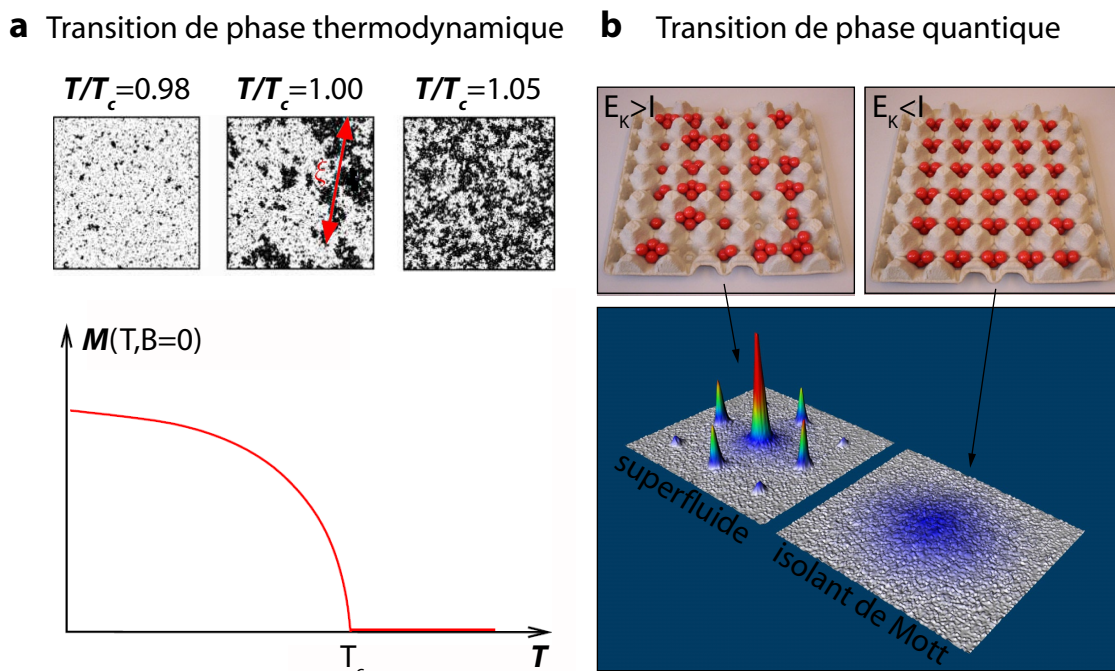 a Transition de phase thermodynamique
T/Tc=0.98 T/Tc=1.00 T/Tc=1.05
ξ
M(T,B=0)
Tc
T
b Transition de phase quantique
EK>I
EK<I
superfluide
isolant de Mott